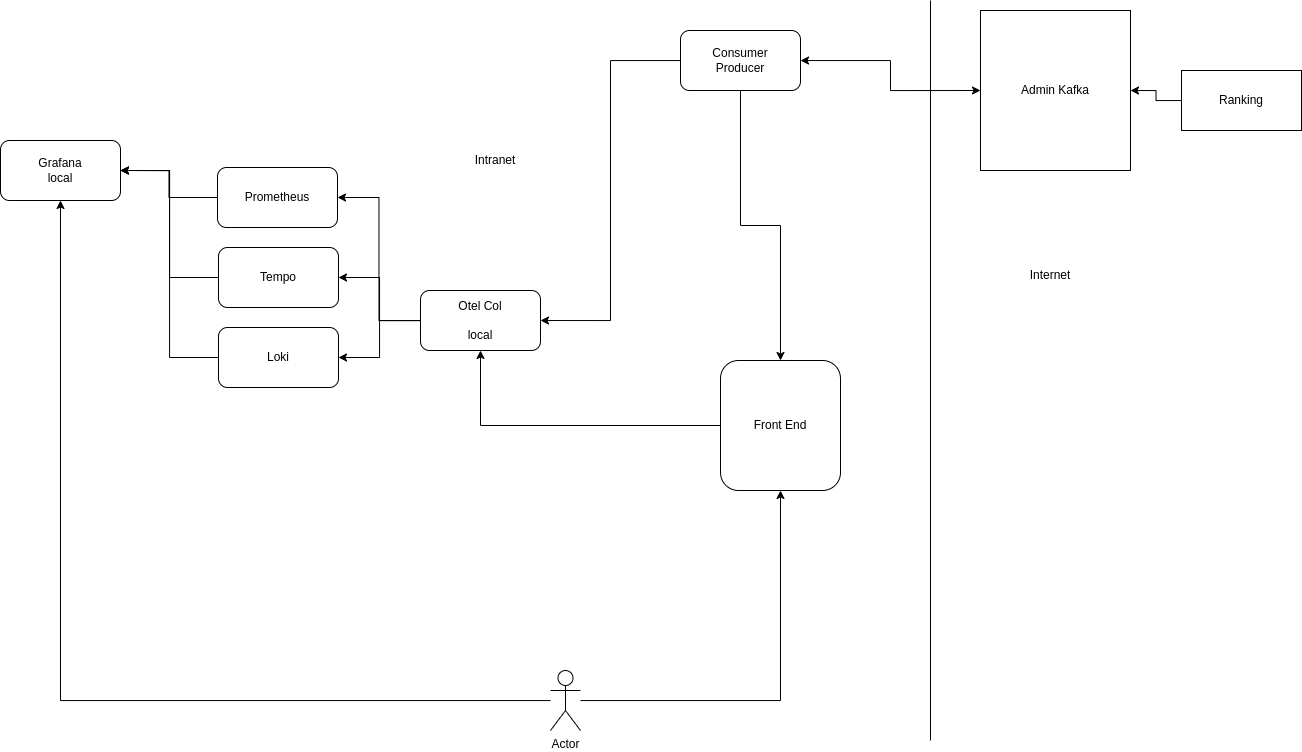 Consumer
Producer
Admin Kafka
Ranking
Grafana
local
Intranet
Prometheus
Tempo
Internet
Otel Col
local
Loki
Front End
Actor